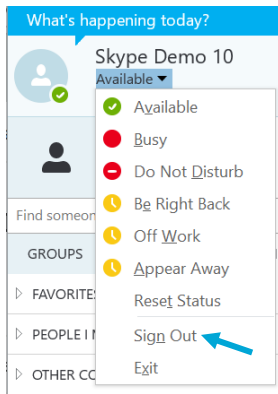 What's happening today?
Skype Demo 10
Available
Available
Busy
Do Not Disturb
Be Right Back
Off Work
Appear Away
Reset Status
Sign Out
Exit
Find someon
GROUPS
FAVORITE
PEOPLE I
OTHER CO